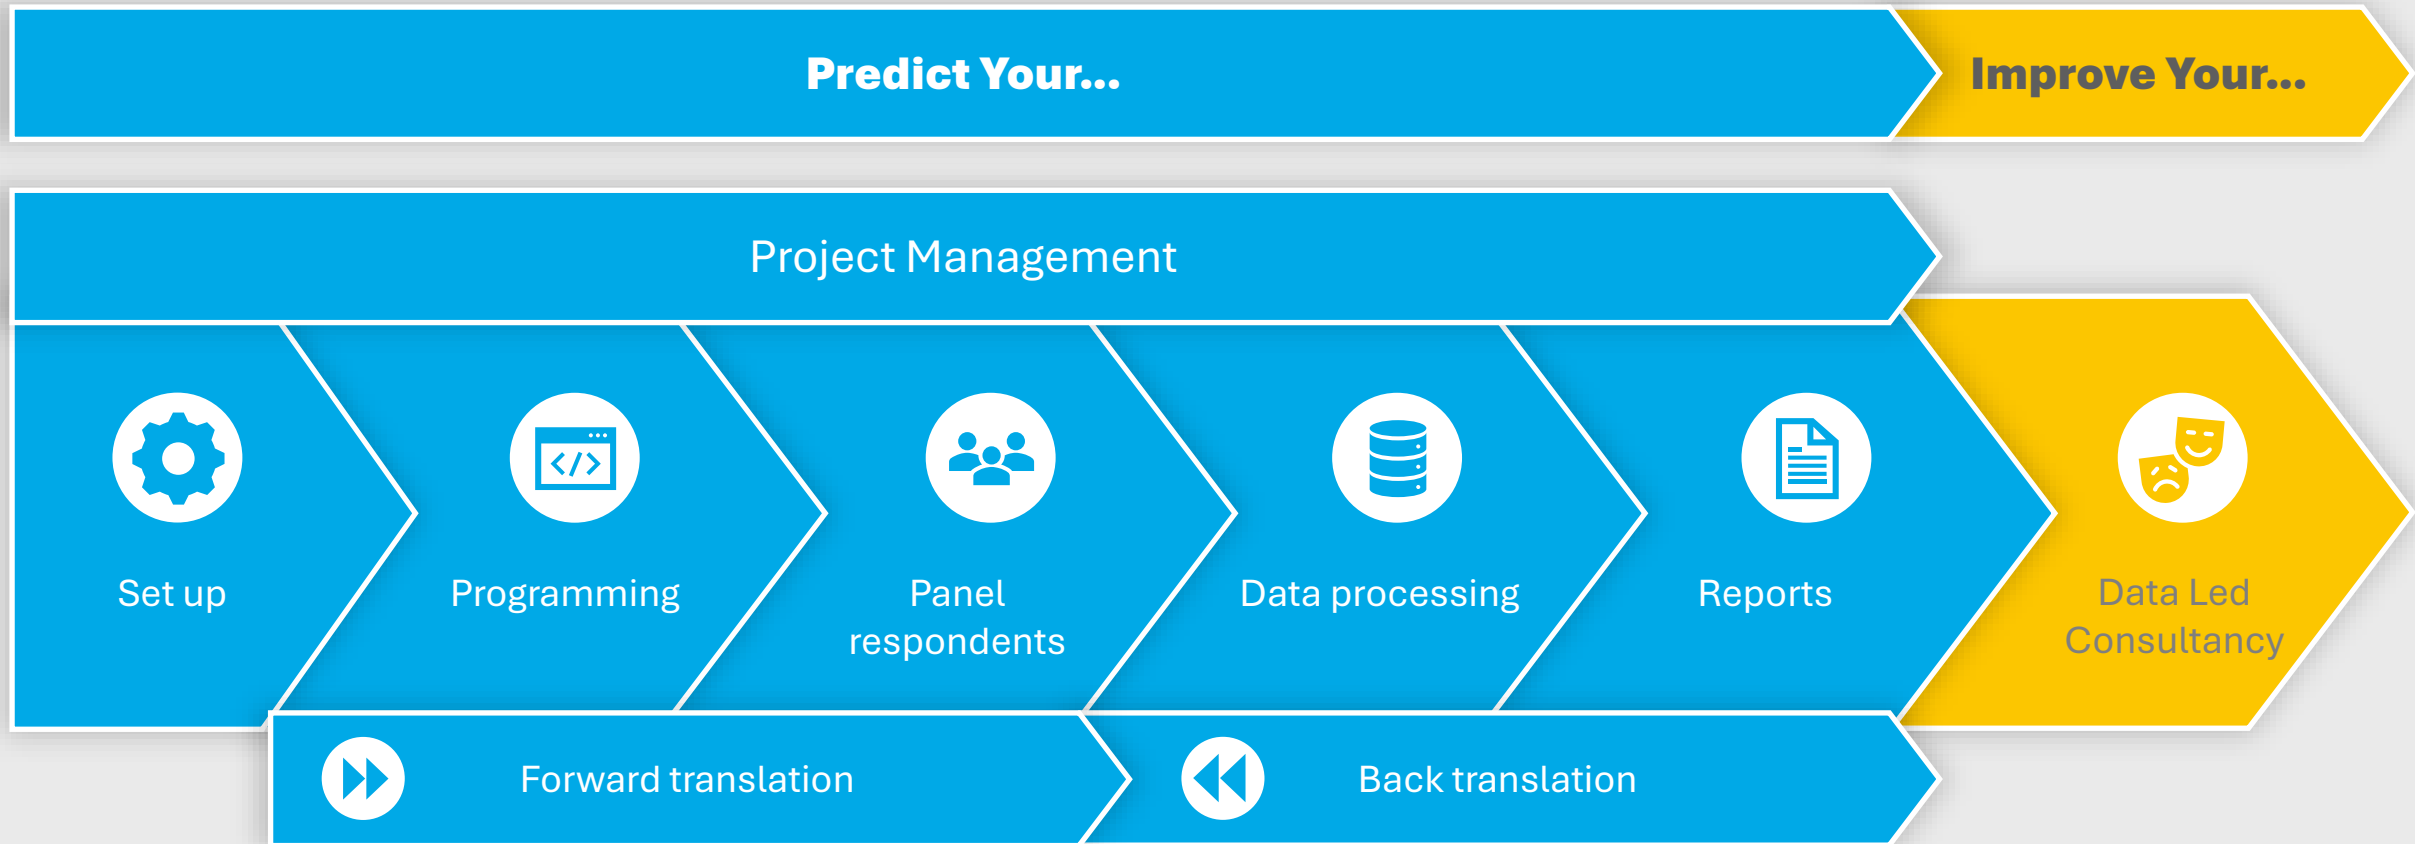 Predict Your...
Improve Your...
Project Management
</>
Set up
Programming
Panel
respondents
Data processing
Reports
Data Led
Consultancy
Forward translation
Back translation